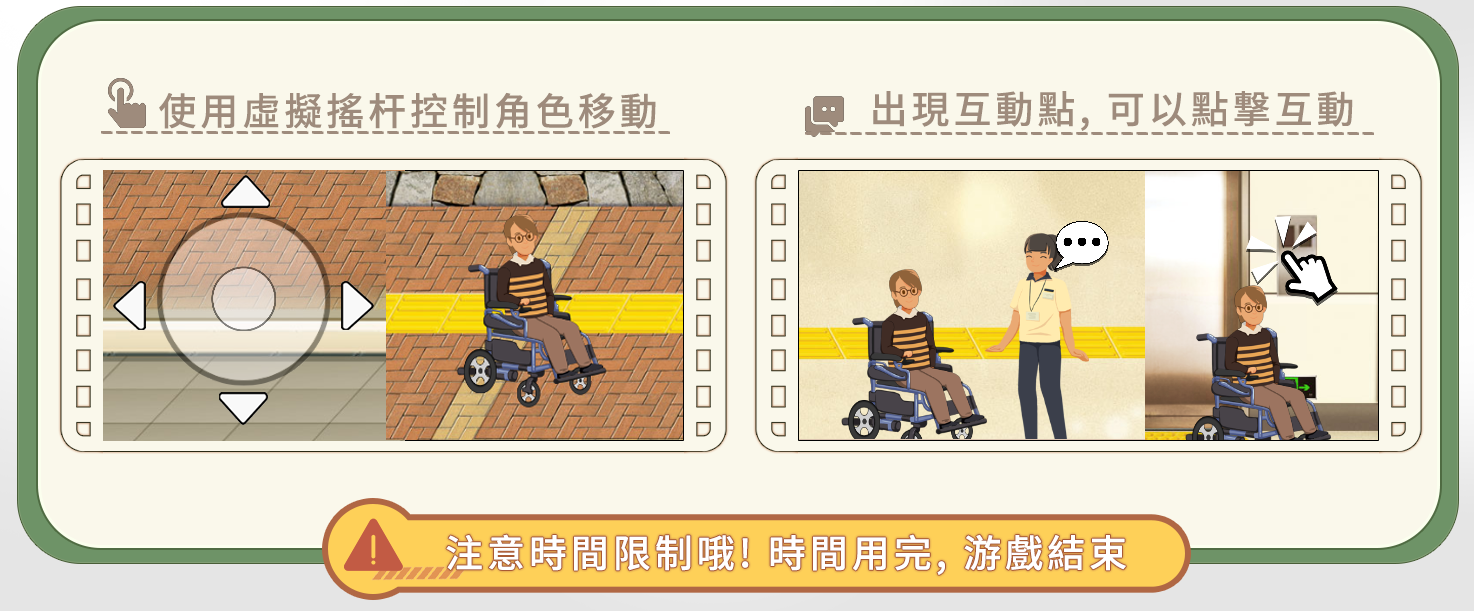 使用虛擬搖杆控制角色移動
出現互動點, 可以點擊互動
注意時間限制哦! 時間用完, 游戲結束